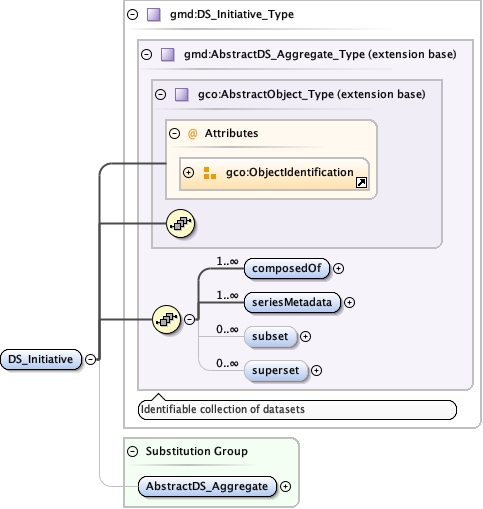 gmd:DS_Initiative_Type
gmd:AbstractDS_Aggregate_Type (extension base)
gco:AbstractObject_Type (extension base)
@ Attributes
gco:ObjectIdentification
1..∞
composedOf
1..∞
seriesMetadata
0..∞
subset
0..∞
superset
DS_Initiative
Identifiable collection of datasets
Substitution Group
AbstractDS_Aggregate